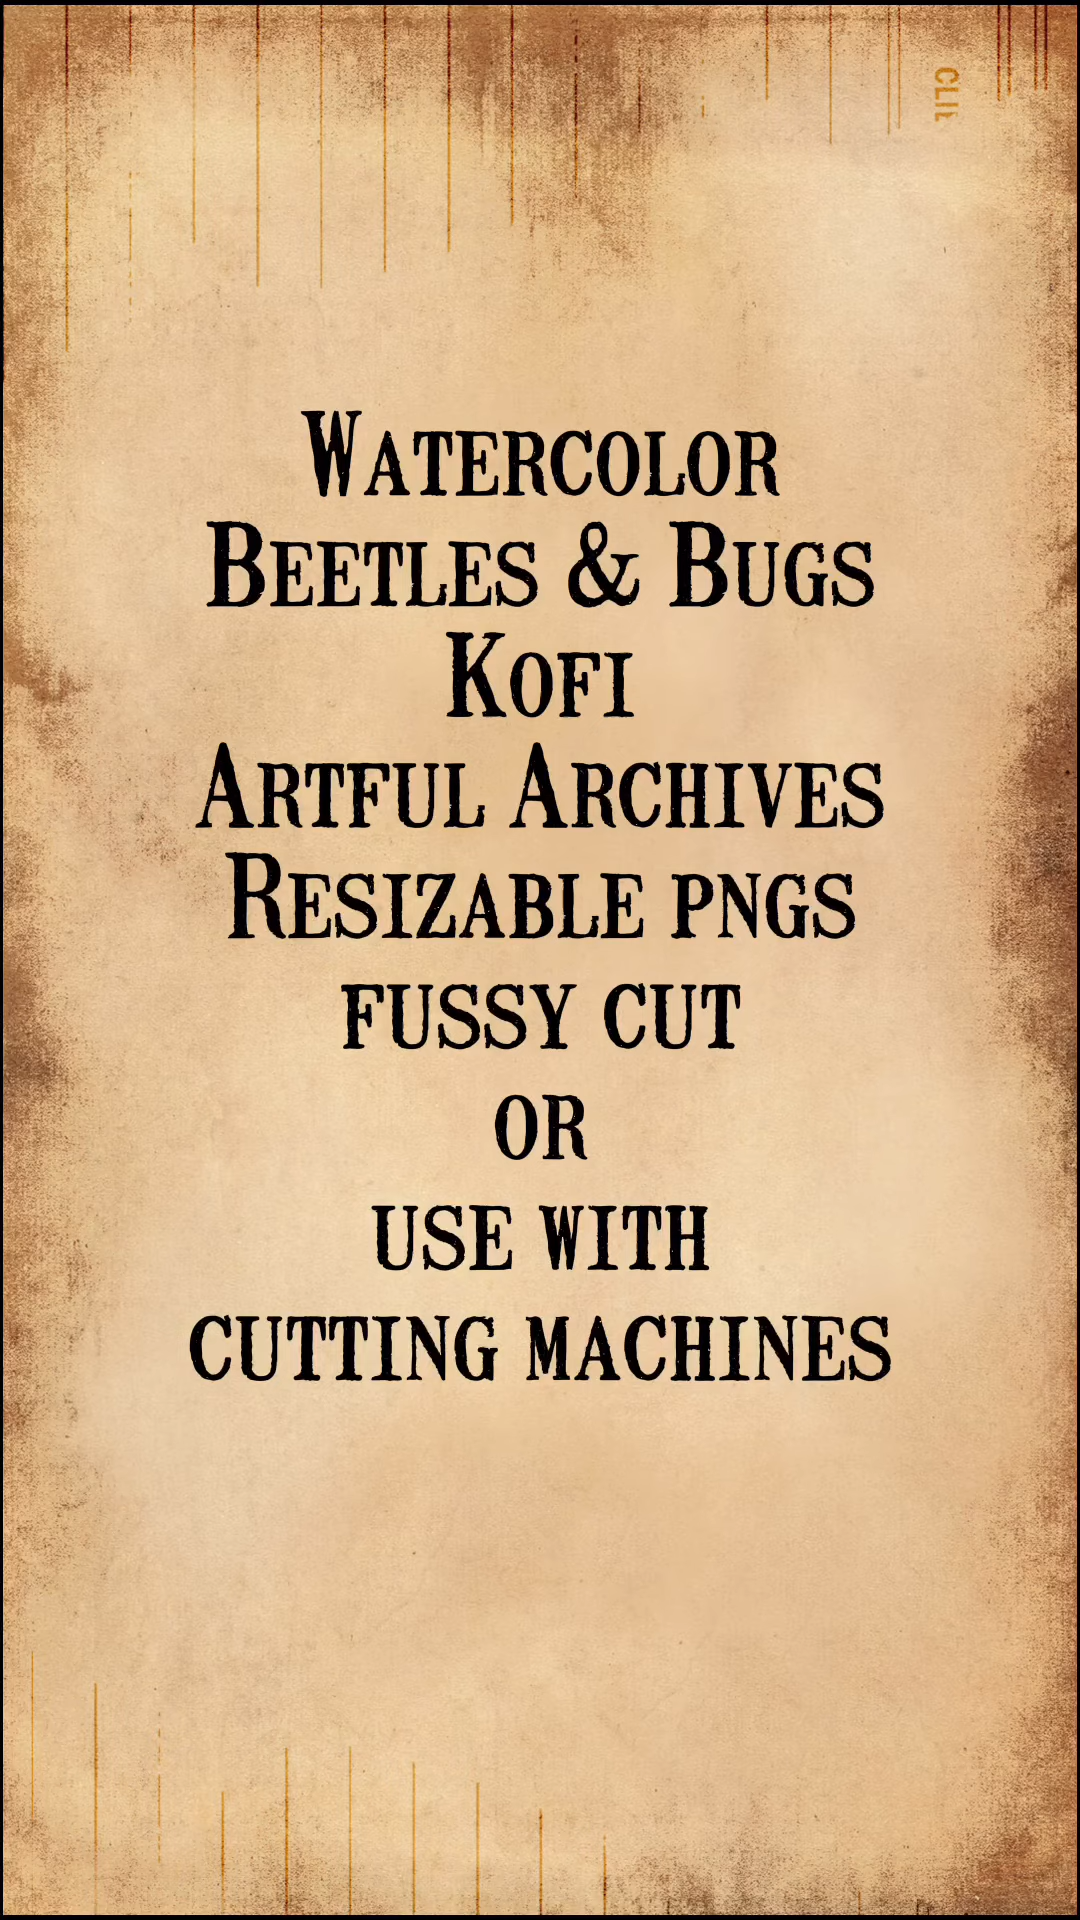 Watercolor
Beetles & Bugs
Kofi
Artful Archives
Resizable pngs
fussy cut
or
use with
cutting machines